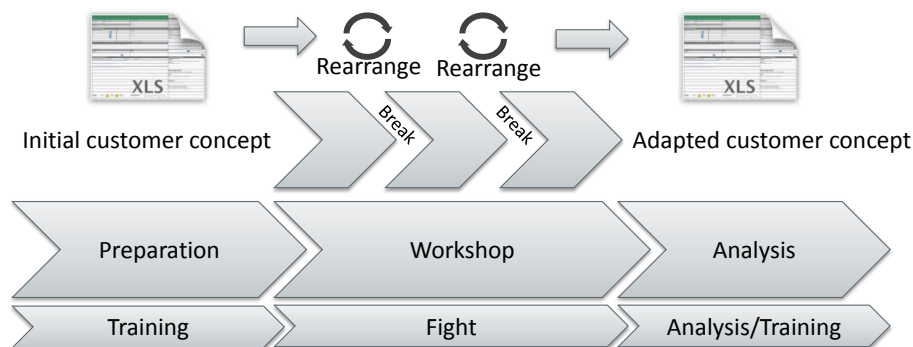 Rearrange
Rearrange
XLS
XLS
Initial customer concept
Break
Break
Adapted customer concept
Preparation
Workshop
Analysis
Training
Fight
Analysis/Training